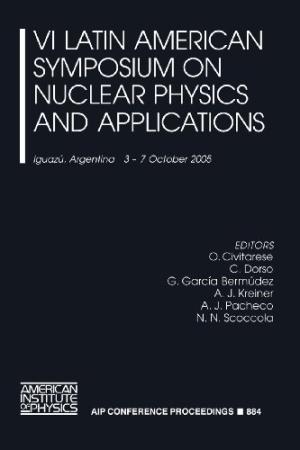 VI LATIN AMERICAN
SYMPOSIUM ON
NUCLEAR PHYSICS
AND APPLICATIONS
Iguazú, Argentina 3 – 7 October 2005
EDITORS
O. Civitarese
C. Dorso
G. García Bermúdez
A. J. Kreiner
A. J. Pacheco
N. N. Scoccola
AMERICAN
INSTITUTE
OF PHYSICS
AIP CONFERENCE PROCEEDINGS ■ 884